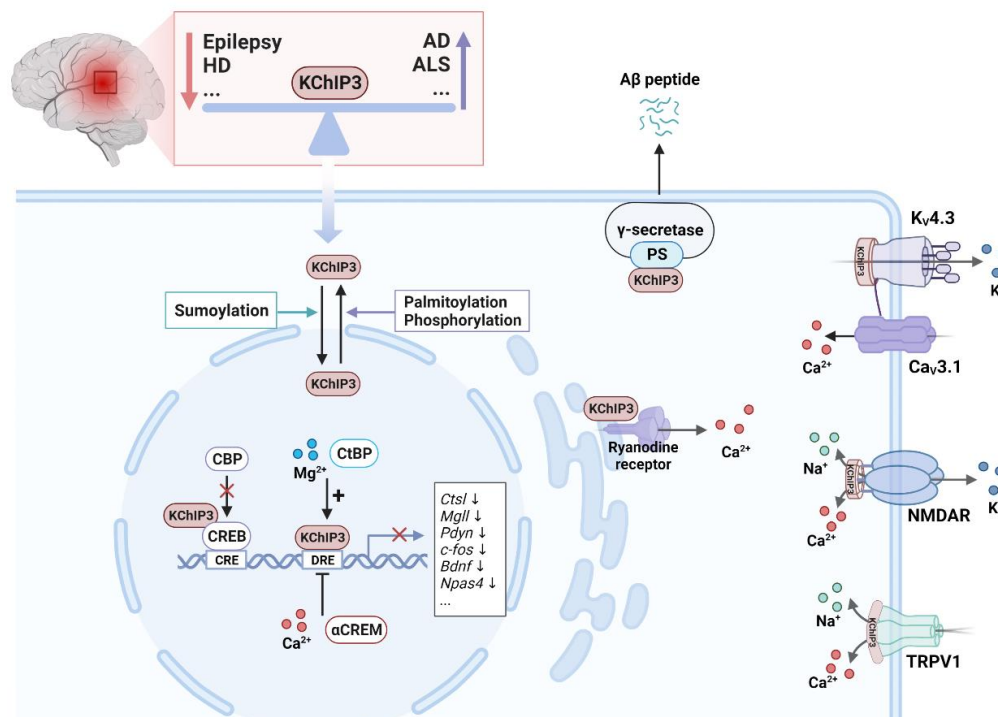 Epilepsy
HD
...
KChIP3
AD
ALS
...
Aβ peptide
γ-secretase
PS
KChIP3
Kᵥ4.3
KChIP3
K
Ca²⁺
Caᵥ3.1
KChIP3
Sumoylation
Palmitoylation
Phosphorylation
KChIP3
KChIP3
Ryanodine
receptor
Ca²⁺
CBP
Mg²⁺
CtBP
KChIP3
CREB
CRE
+
KChIP3
DRE
Ctsl ↓
Mgll ↓
Pdyn ↓
c-fos ↓
Bdnf ↓
Npas4 ↓
...
Ca²⁺
αCREM
Na⁺
KChIP3
Ca²⁺
NMDAR
K
Na⁺
KChIP3
Ca²⁺
TRPV1